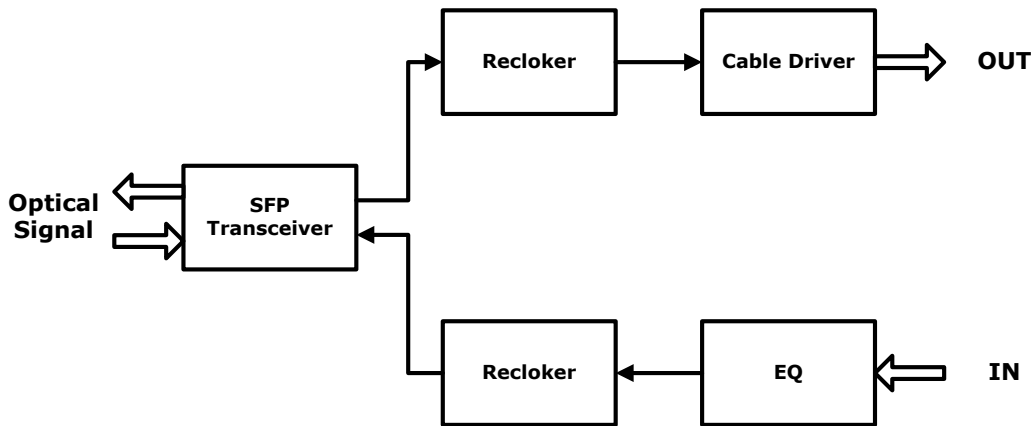 Recloker
Cable Driver
OUT
Optical
Signal
SFP
Transceiver
Recloker
EQ
IN